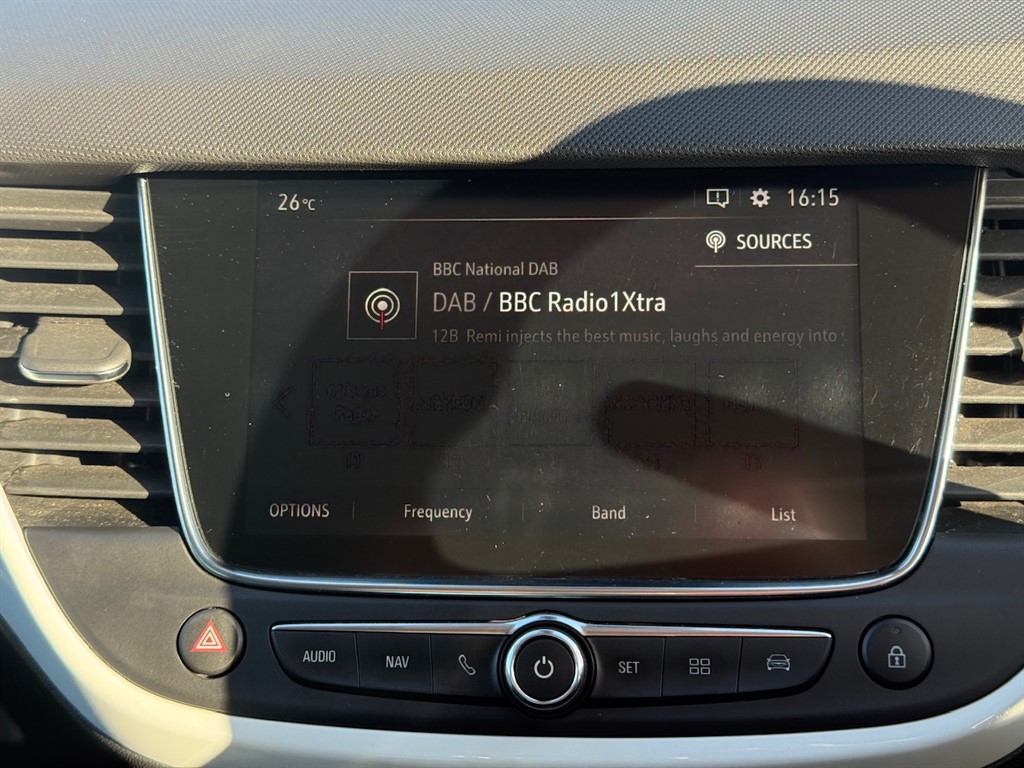 26°C 16:15
SOURCES
BBC National DAB
DAB / BBC Radio1Xtra
12B Remi injects the best music, laughs and energy into
OPTIONS Frequency Band List
AUDIO NAV SET